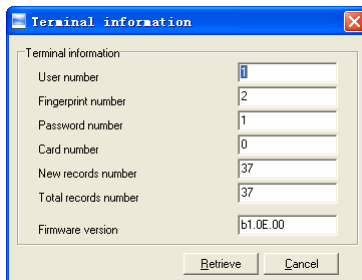 Terminal information
Terminal information
User number 1
Fingerprint number 2
Password number 1
Card number 0
New records number 37
Total records number 37
Firmware version b1.0E.00
Retrieve Cancel